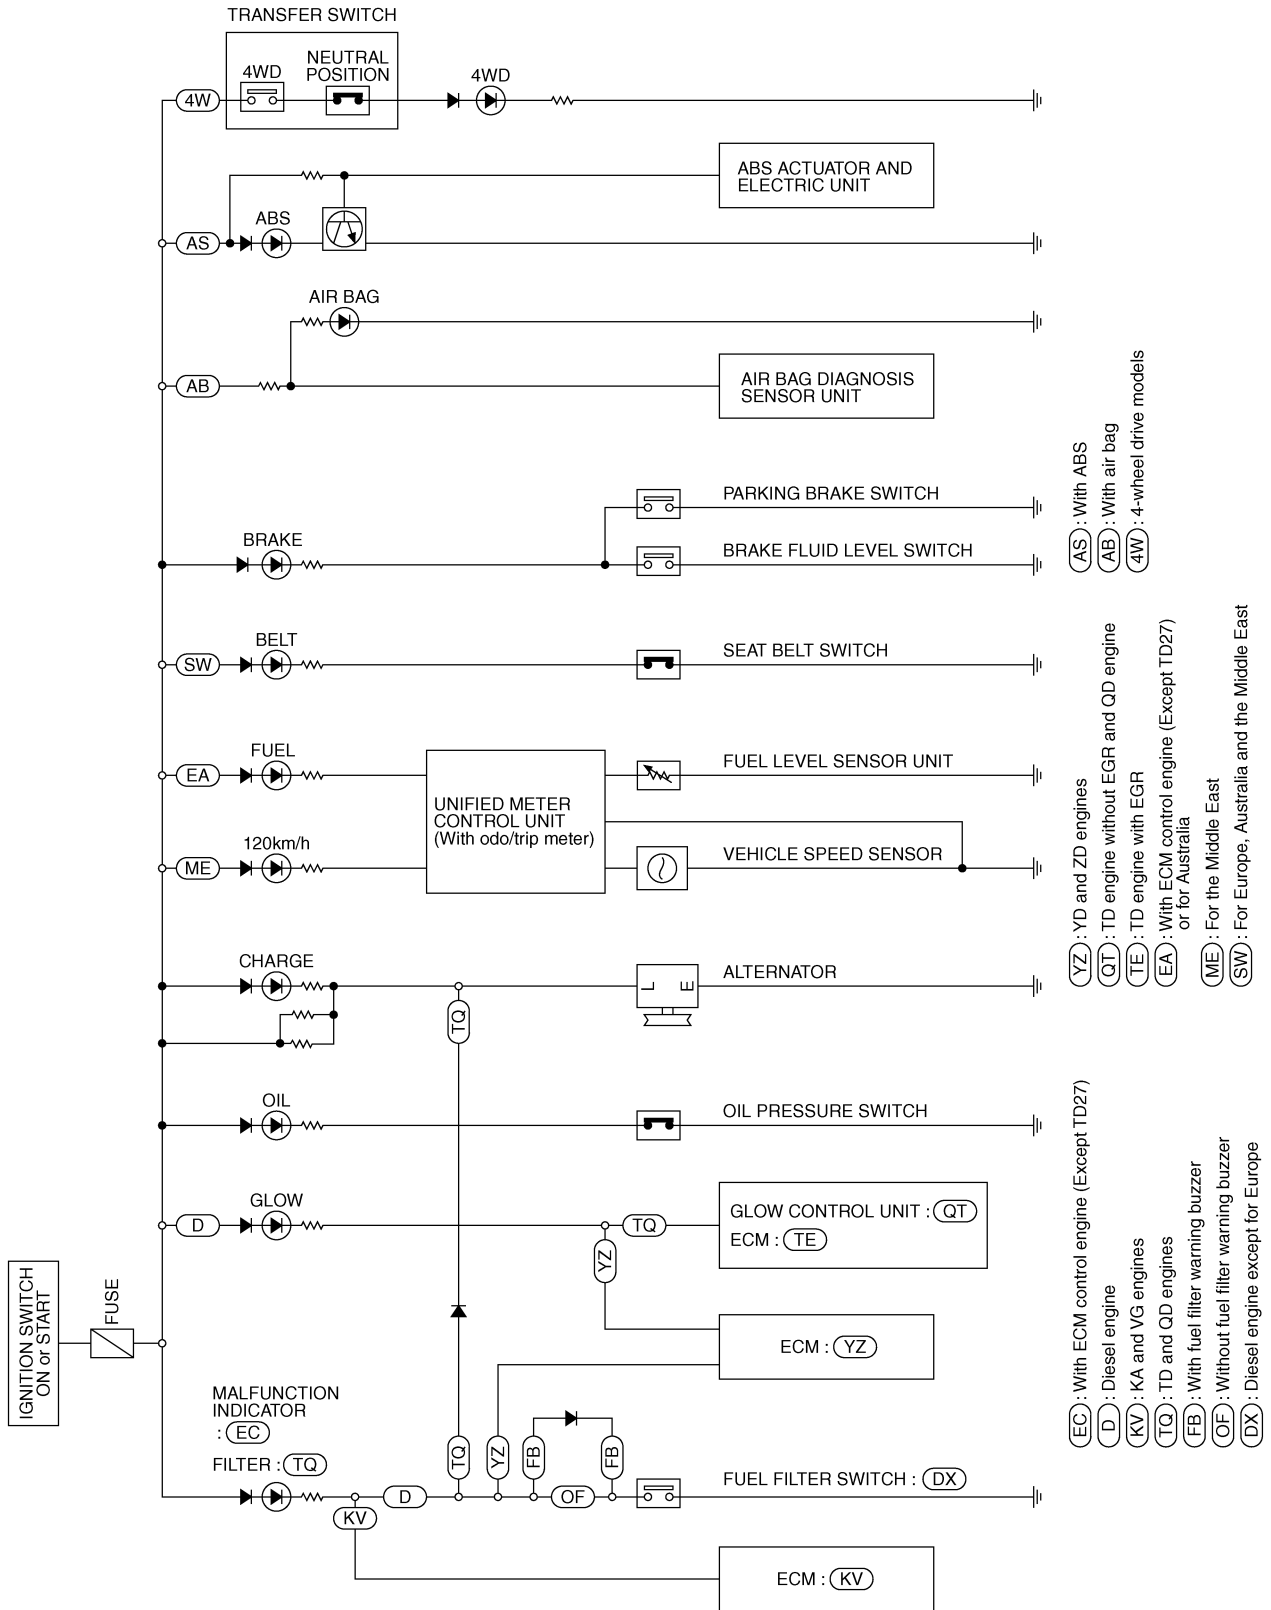 TRANSFER SWITCH
4WD
NEUTRAL
POSITION
4W
4WD
ABS ACTUATOR AND
ELECTRIC UNIT
ABS
AS
AIR BAG
AB
AIR BAG DIAGNOSIS
SENSOR UNIT
PARKING BRAKE SWITCH
BRAKE
BRAKE FLUID LEVEL SWITCH
BELT
SW
SEAT BELT SWITCH
FUEL
EA
UNIFIED METER
CONTROL UNIT
(With odo/trip meter)
FUEL LEVEL SENSOR UNIT
120km/h
ME
VEHICLE SPEED SENSOR
CHARGE
TQ
L
E
ALTERNATOR
OIL
OIL PRESSURE SWITCH
GLOW
D
TQ
YZ
GLOW CONTROL UNIT : QT
ECM : TE
IGNITION SWITCH
ON or START
FUSE
ECM : YZ
MALFUNCTION
INDICATOR
: EC
FILTER : TQ
TQ
YZ
FB
FB
D
OF
KV
FUEL FILTER SWITCH : DX
ECM : KV
AS : With ABS
AB : With air bag
4W : 4-wheel drive models
YZ : YD and ZD engines
QT : TD engine without EGR and QD engine
TE : TD engine with EGR
EA : With ECM control engine (Except TD27)
or for Australia
ME : For the Middle East
SW : For Europe, Australia and the Middle East
EC : With ECM control engine (Except TD27)
D : Diesel engine
KV : KA and VG engines
TQ : TD and QD engines
FB : With fuel filter warning buzzer
OF : Without fuel filter warning buzzer
DX : Diesel engine except for Europe